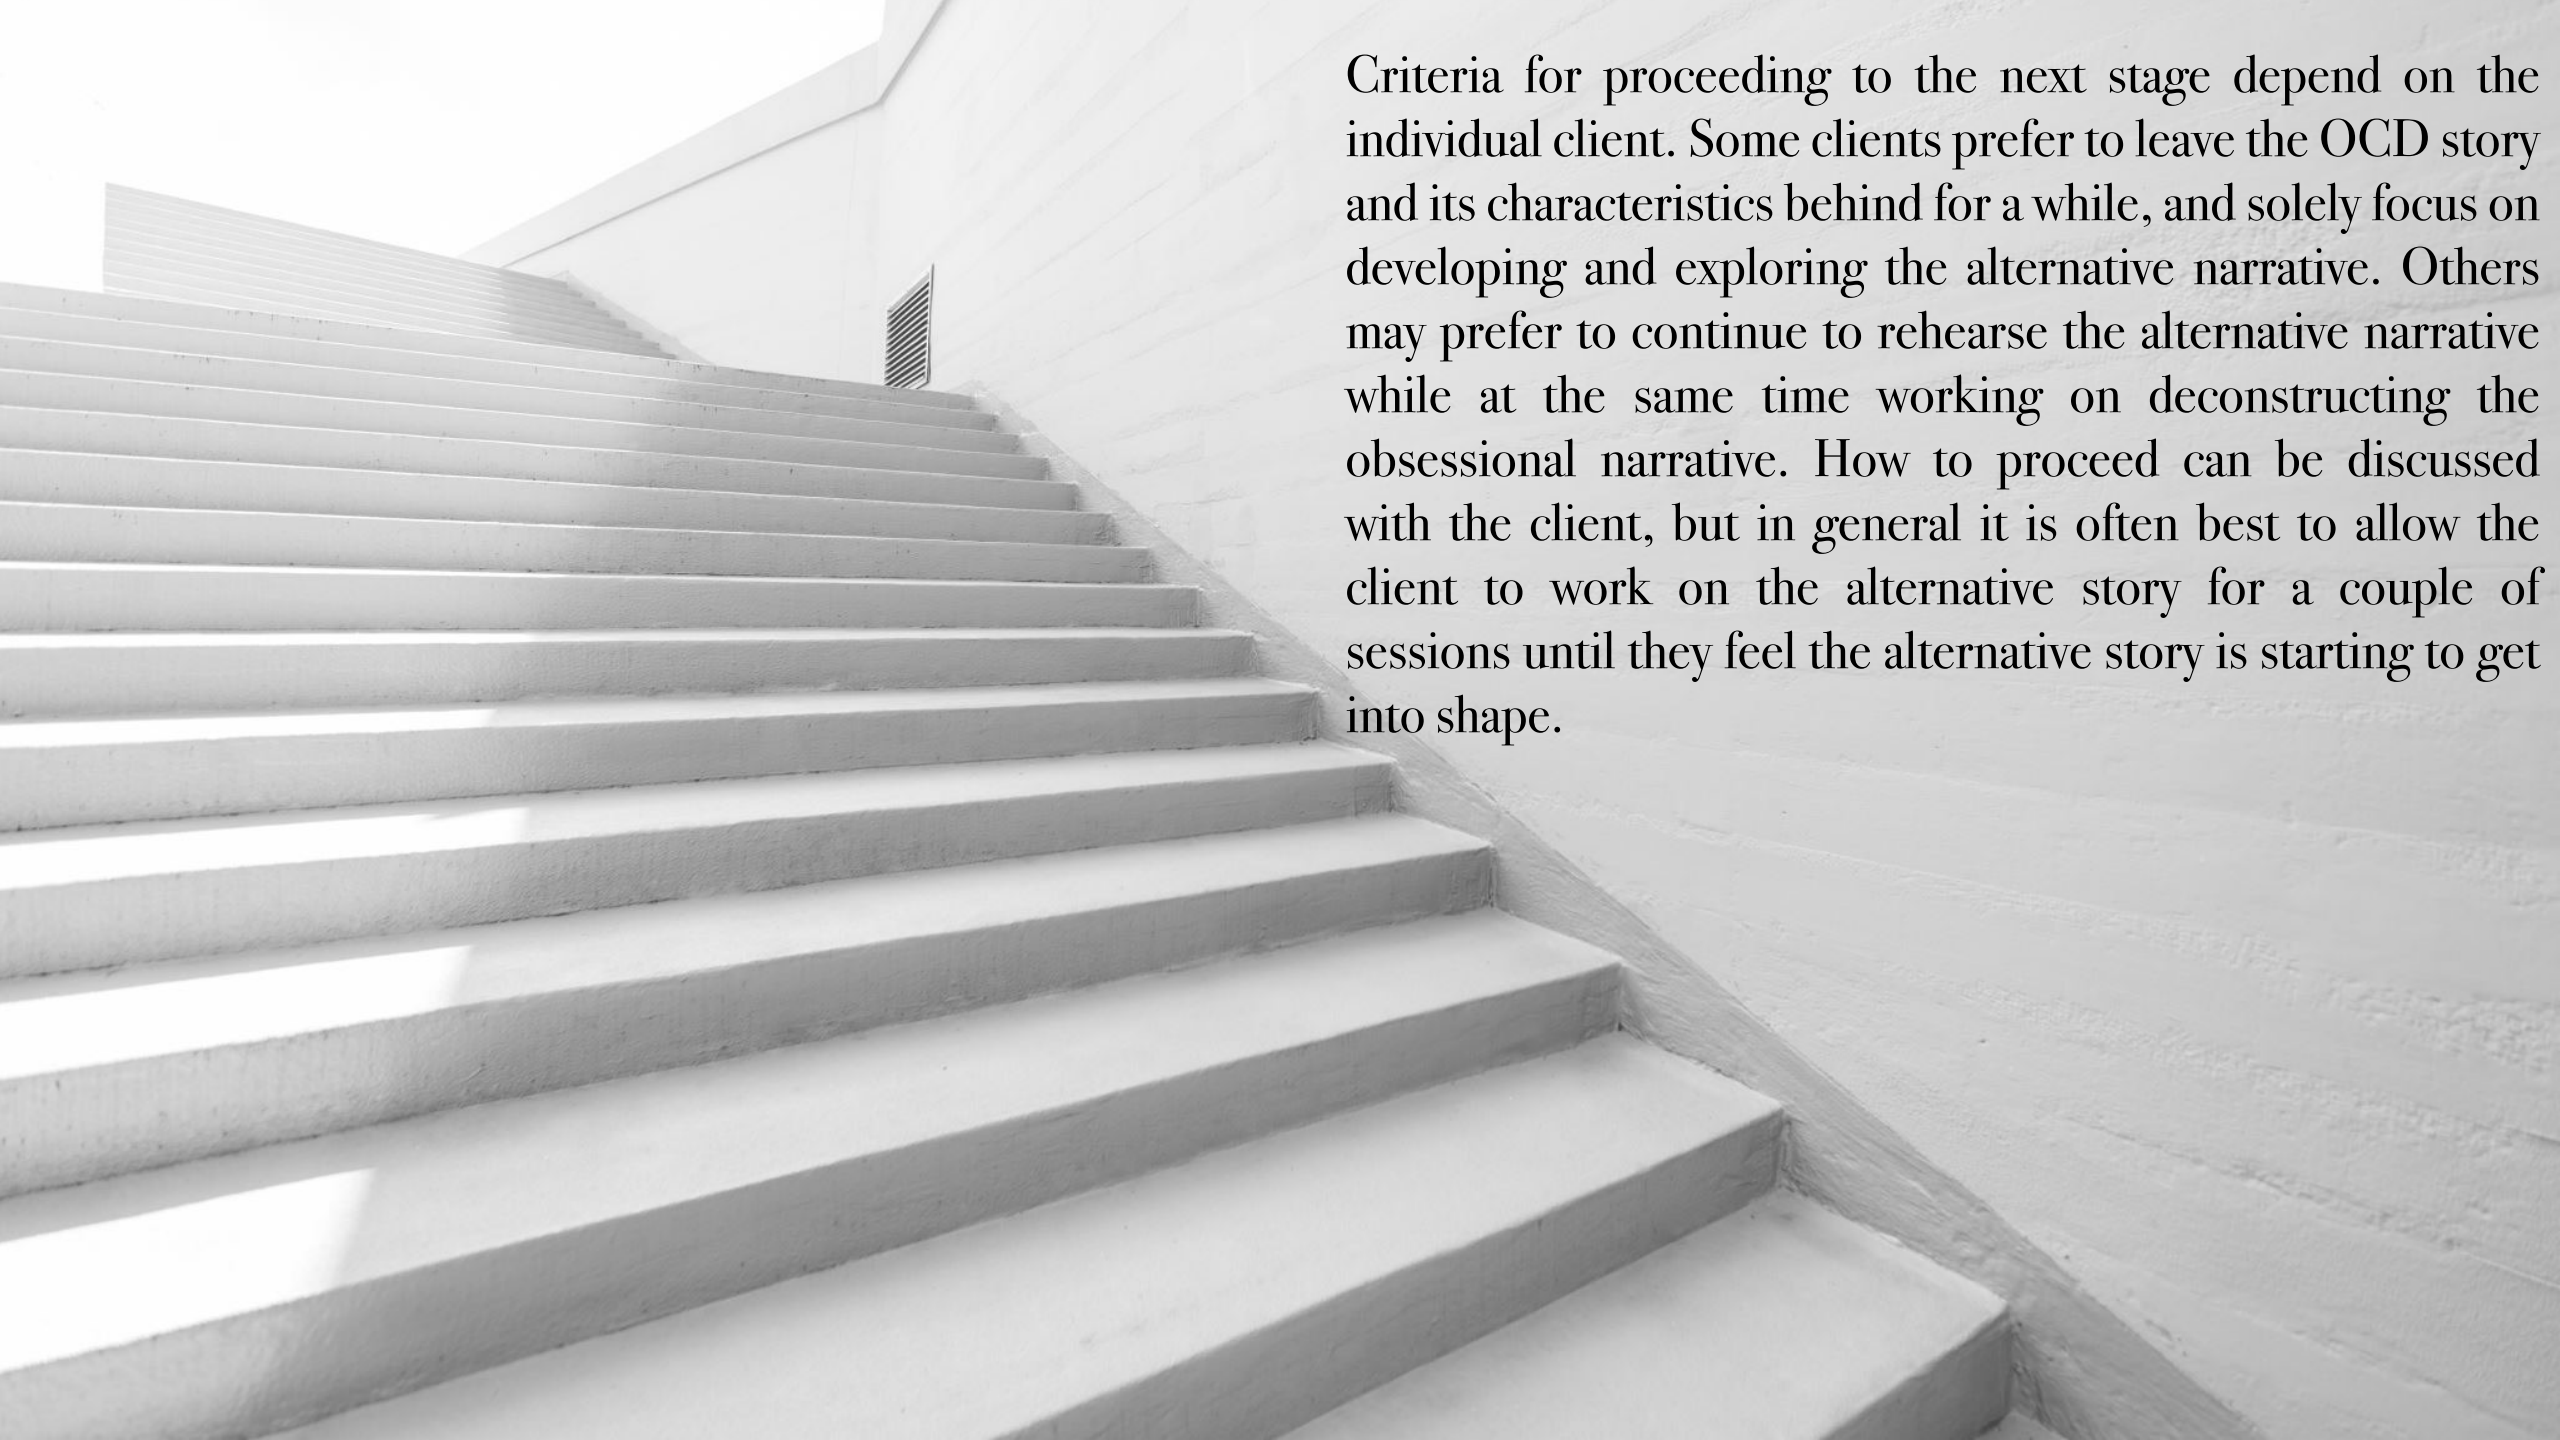 Criteria for proceeding to the next stage depend on the
individual client. Some clients prefer to leave the OCD story
and its characteristics behind for a while, and solely focus on
developing and exploring the alternative narrative. Others
may prefer to continue to rehearse the alternative narrative
while at the same time working on deconstructing the
obsessional narrative. How to proceed can be discussed
with the client, but in general it is often best to allow the
client to work on the alternative story for a couple of
sessions until they feel the alternative story is starting to get
into shape.